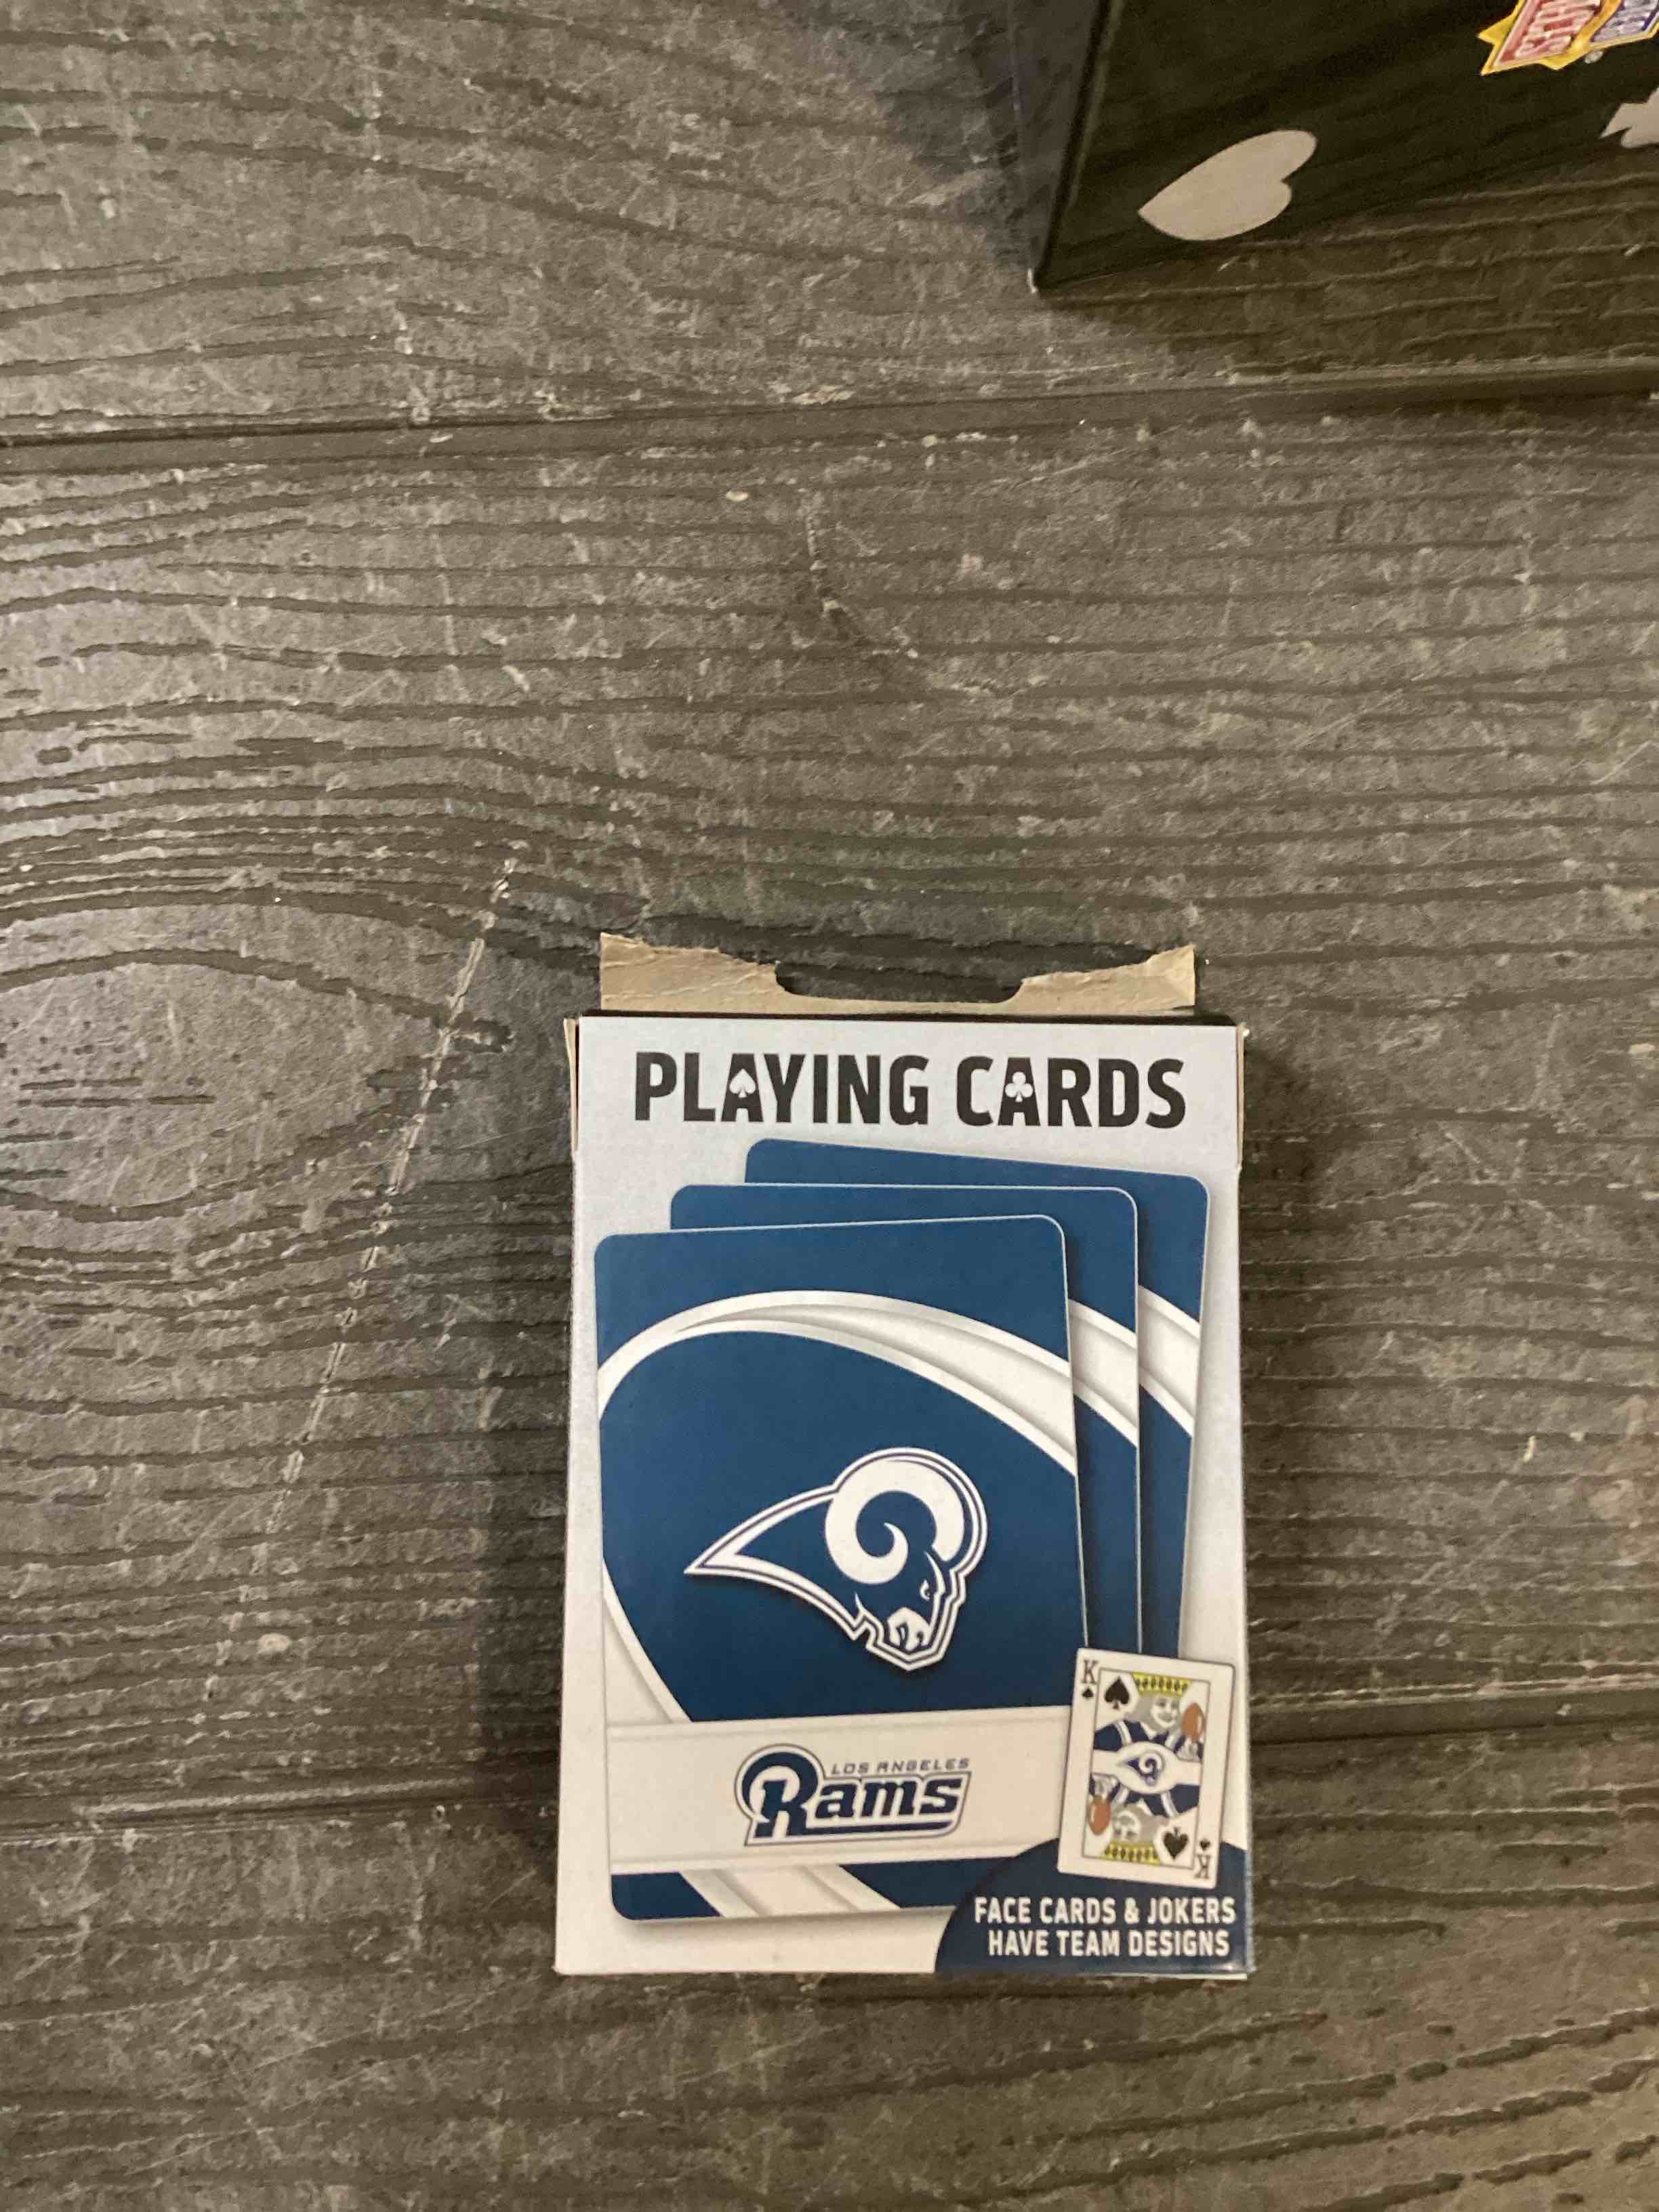 PLAYING CARDS
LOS ANGELES
Rams
K
K
FACE CARDS & JOKERS
HAVE TEAM DESIGNS